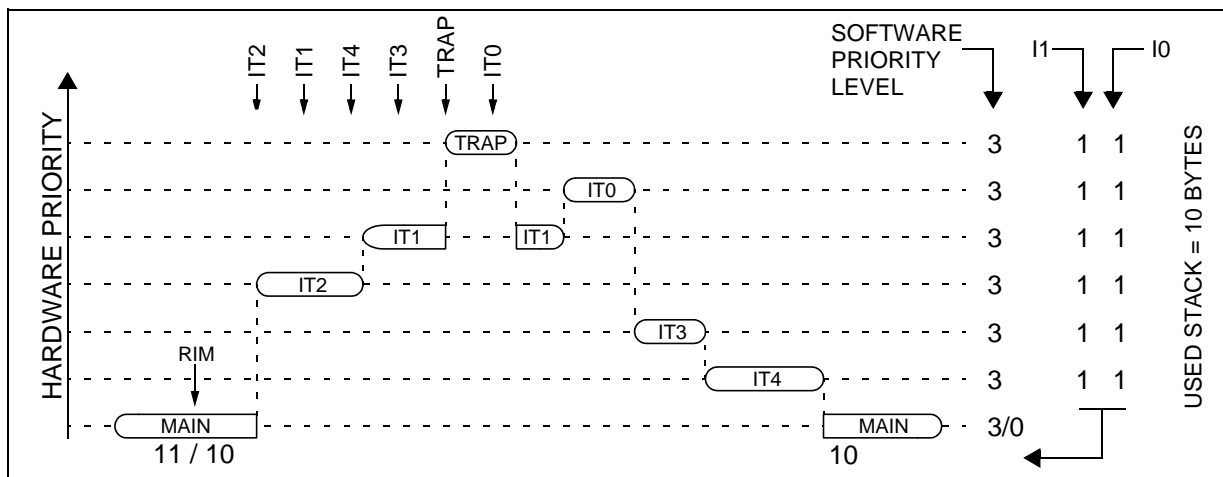 IT2
IT1
IT4
IT3
TRAP
IT0
SOFTWARE
PRIORITY
LEVEL
I1
I0
HARDWARE PRIORITY
TRAP
3
1 1
IT0
3
1 1
IT1
IT1
3
1 1
IT2
3
1 1
IT3
3
1 1
RIM
IT4
3
1 1
MAIN
MAIN
3/0
11 / 10
10
USED STACK = 10 BYTES